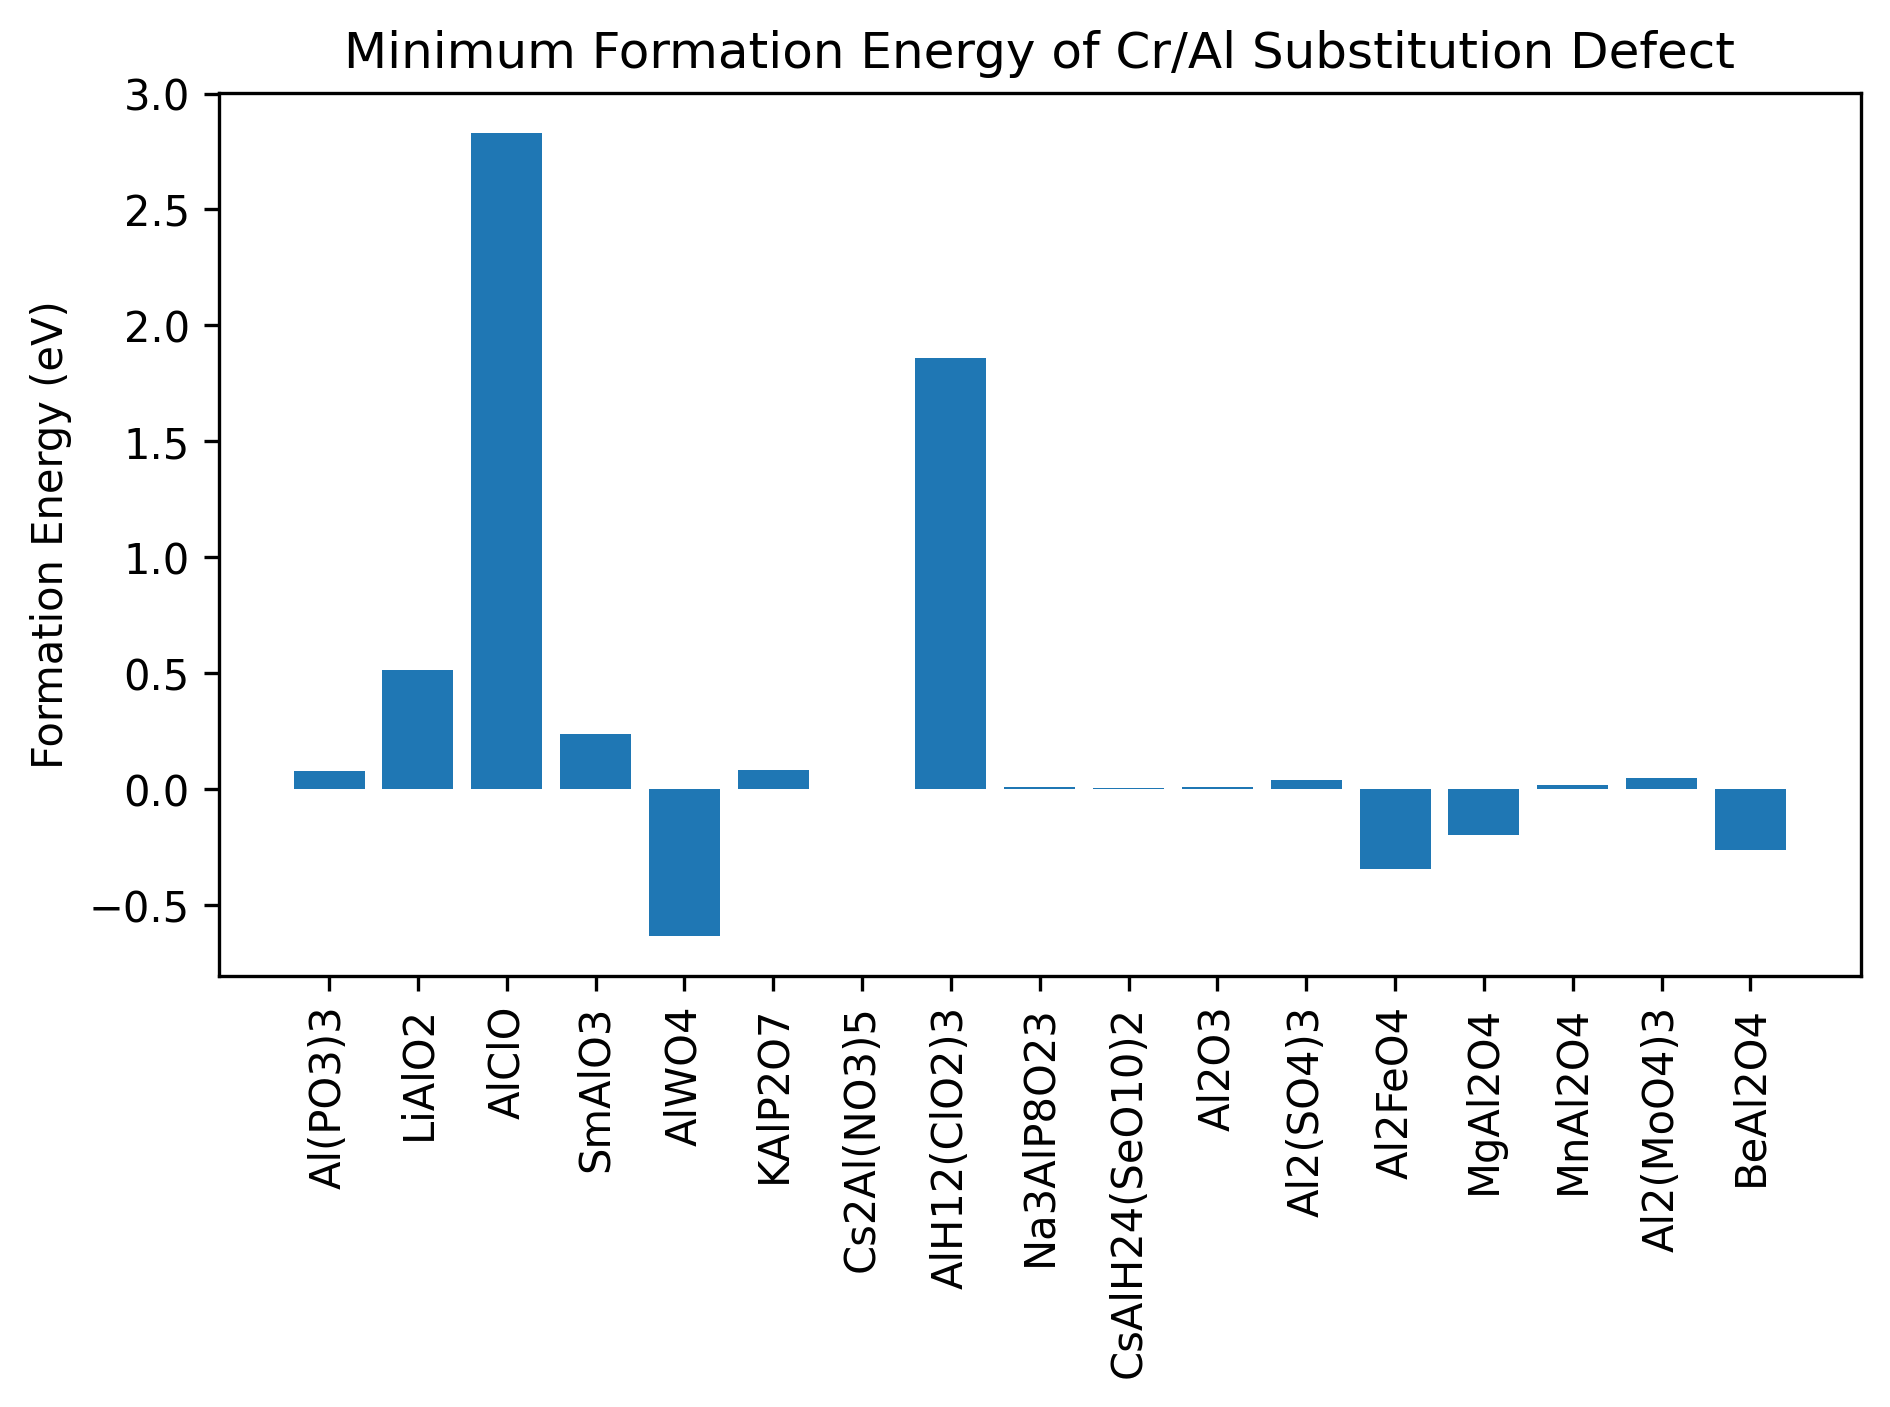 Minimum Formation Energy of Cr/Al Substitution Defect
Formation Energy (eV)
3.0
2.5
2.0
1.5
1.0
0.5
0.0
−0.5
Al(PO3)3
LiAlO2
AlClO
SmAlO3
AlWO4
KAlP2O7
Cs2Al(NO3)5
AlH12(ClO2)3
Na3AlP8O23
CsAlH24(SeO10)2
Al2O3
Al2(SO4)3
Al2FeO4
MgAl2O4
MnAl2O4
Al2(MoO4)3
BeAl2O4